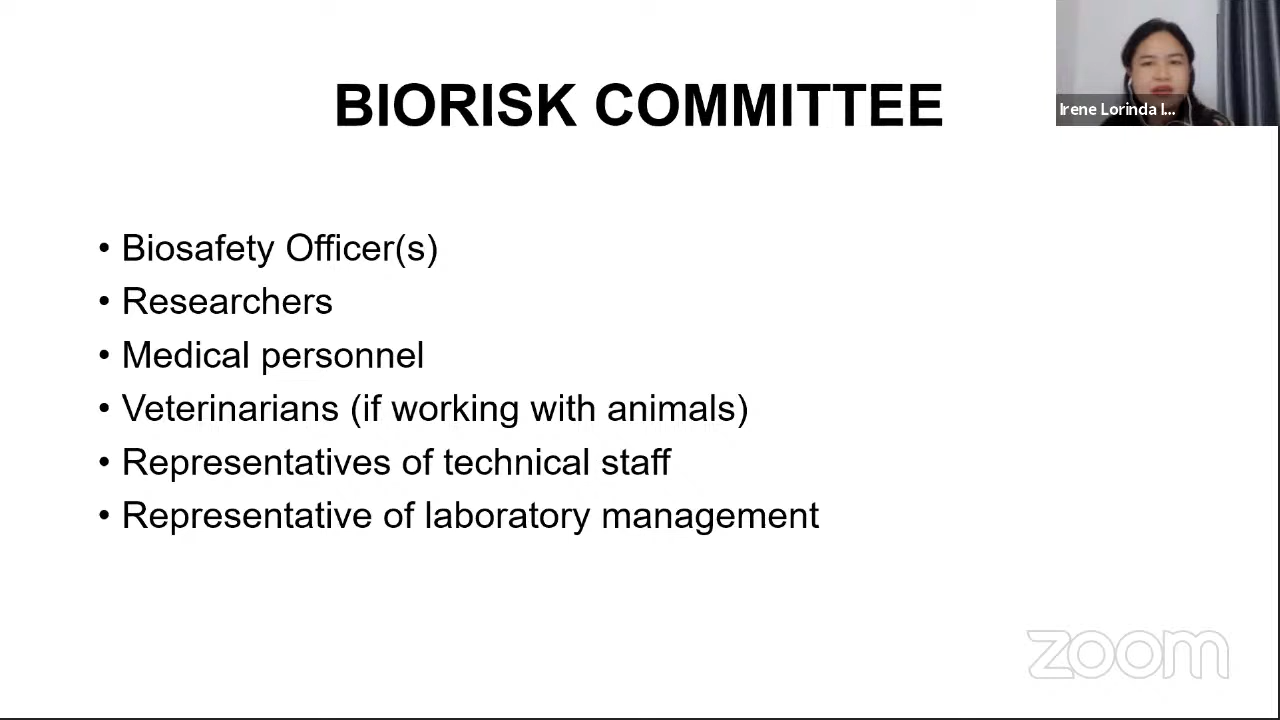 BIORISK COMMITTEE
Irene Lorinda I...
• Biosafety Officer(s)
• Researchers
• Medical personnel
• Veterinarians (if working with animals)
• Representatives of technical staff
• Representative of laboratory management
zoom